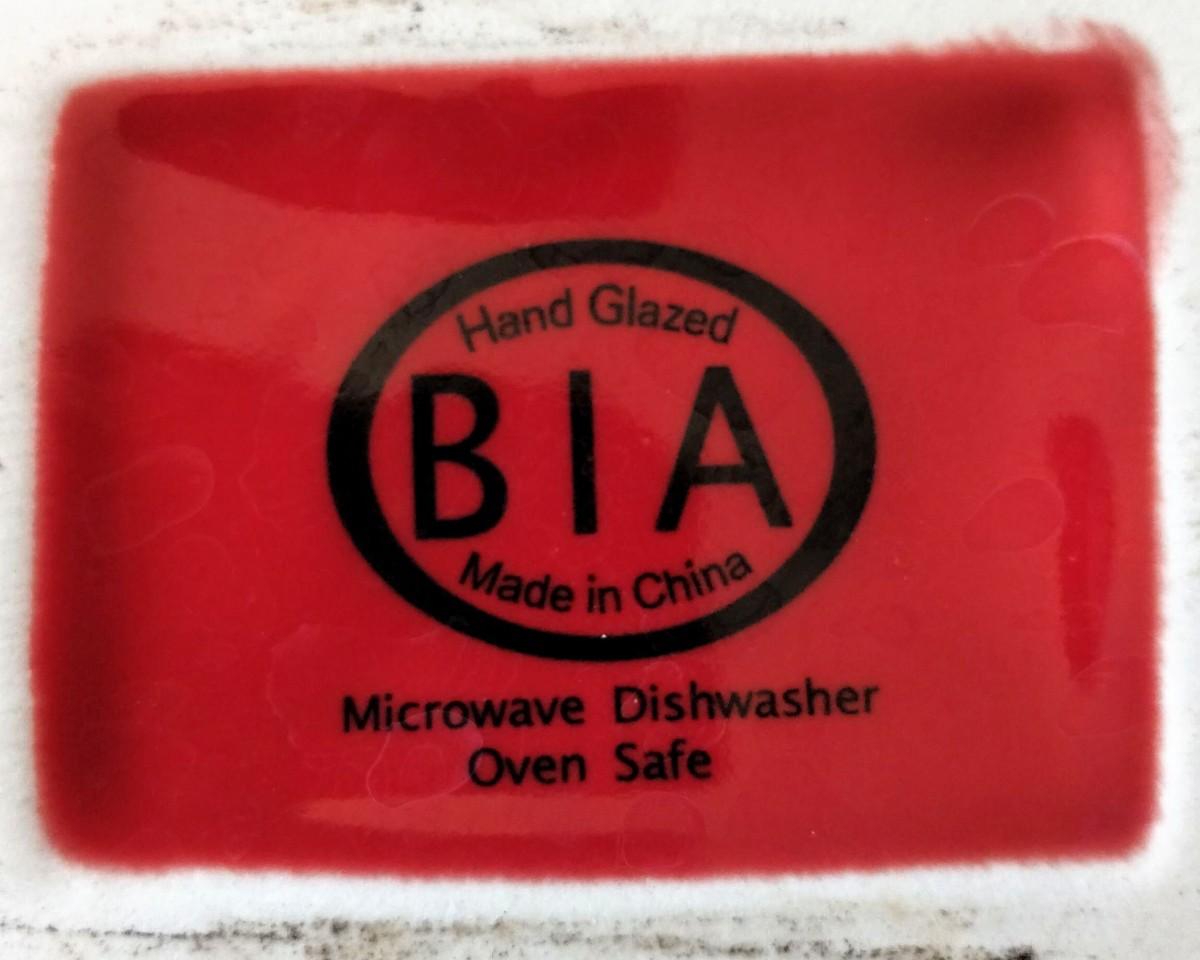 Hand Glazed
BIA
Made in China
Microwave Dishwasher
Oven Safe